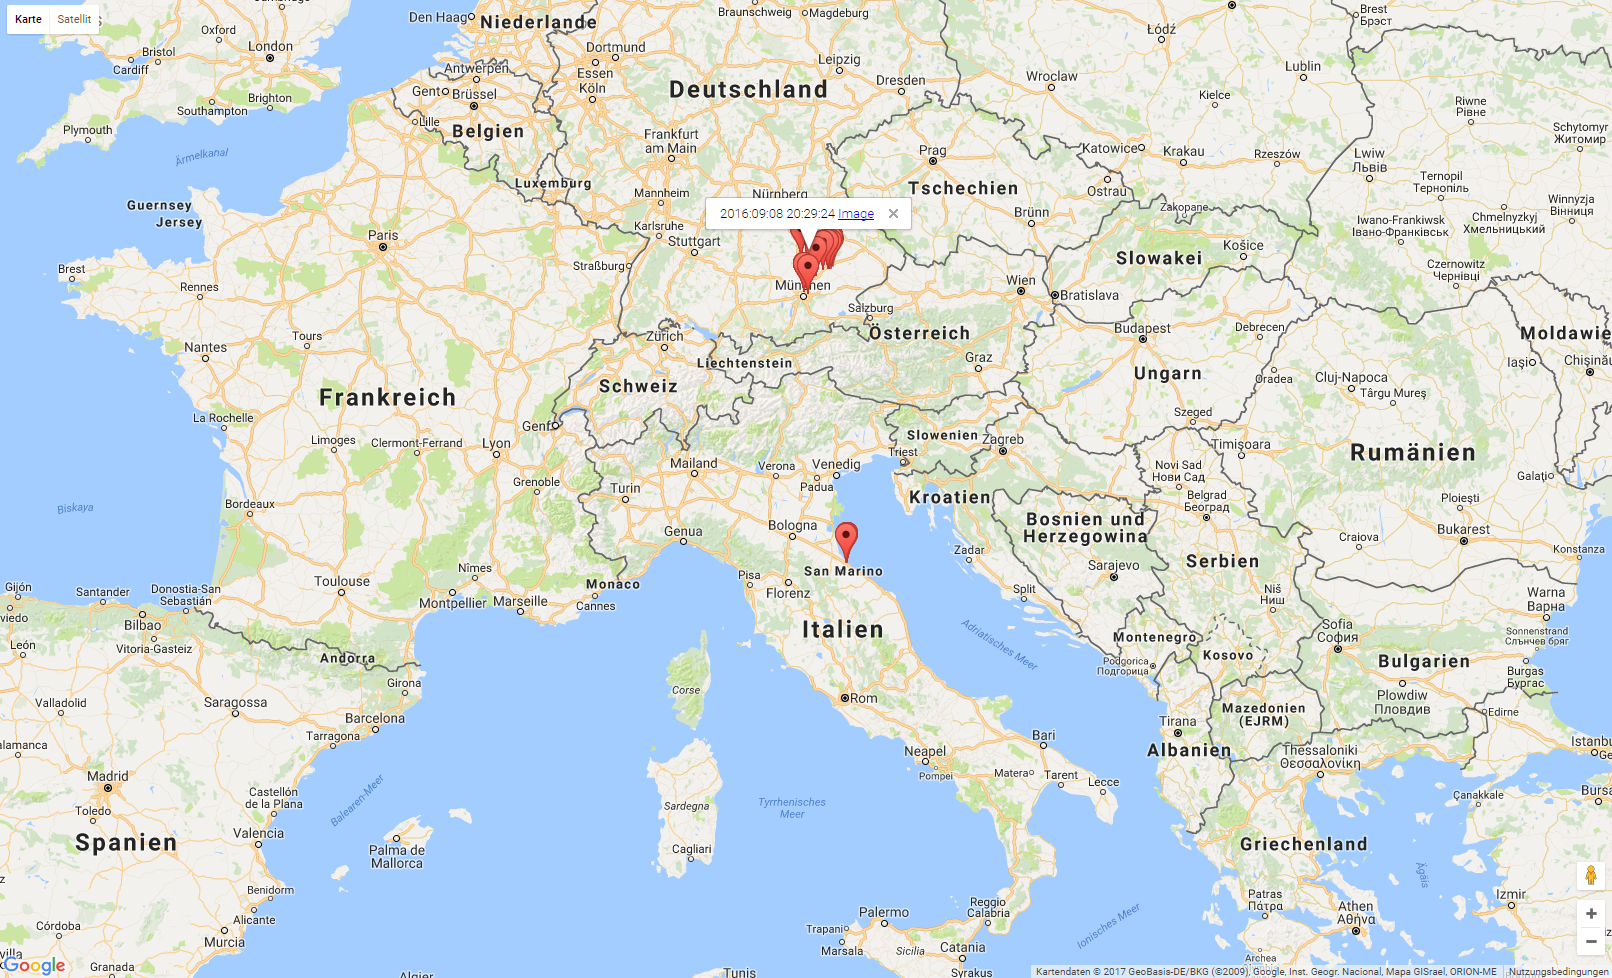 Karte
Satellit
Den Haag
Niederlande
Braunschweig
Magdeburg
Brest
Брэст
Oxford
London
Bristol
Cardiff
Dortmund
Essen
Köln
Leipzig
Łódź
Lublin
Wroclaw
Dresden
Deutschland
Antwerpen
Gent
Brüssel
Southampton
Brighton
Lille
Belgien
Plymouth
Kielce
Riwne
Рівне
Schytomyr
Житомир
Frankfurt
am Main
Prag
Katowice
Krakau
Rzeszów
Lwiw
Львів
Ärmelkanal
Luxemburg
Mannheim
Nürnberg
Tschechien
Ostrau
Ternopil
Тернопіль
Winnyzja
Вінниця
Guernsey
Jersey
2016:09:08 20:29:24 Image
Brünn
Zakopane
Iwano-Frankiwsk
Івано-Франківськ
Chmelnyzkyj
Хмельницький
Karlsruhe
Stuttgart
Paris
Straßburg
Košice
Slowakei
Czernowitz
Чернівці
Brest
Rennes
München
Wien
Bratislava
Salzburg
Österreich
Zürich
Liechtenstein
Budapest
Debrecen
Moldawie
Tours
Nantes
Graz
Ungarn
Oradea
Cluj-Napoca
Târgu Mureș
Iași
Chișinău
Schweiz
Frankreich
La Rochelle
Genf
Szeged
Limoges
Clermont-Ferrand
Lyon
Slowenien
Zagreb
Timișoara
Rumänien
Mailand
Verona
Venedig
Triest
Padua
Novi Sad
Нови Сад
Galați
Grenoble
Turin
Kroatien
Belgrad
Београд
Ploiești
Bordeaux
Biskaya
Genua
Bologna
Bosnien und
Herzegowina
Craiova
Bukarest
Konstanza
Zadar
Serbien
San Marino
Sarajevo
Toulouse
Nîmes
Monaco
Pisa
Florenz
Split
Niš
Ниш
Gijón
Santander
Donostia-San
Sebastián
Montpellier
Marseille
Cannes
Warna
Варна
viedo
Bilbao
Italien
Adriatisches Meer
Montenegro
Sofia
София
Sonnenstrand
Слънчев бряг
León
Vitoria-Gasteiz
Andorra
Kosovo
Podgorica
Подгорица
Bulgarien
Burgas
Бургас
Girona
Corse
Rom
Plowdiw
Пловдив
Valladolid
Saragossa
Barcelona
Mazedonien
(EJRM)
Edirne
Tarragona
Tirana
alamanca
Neapel
Pompei
Bari
Albanien
Thessaloniki
Θεσσαλονίκη
Istanbu
Ge
Madrid
Matera
Tarent
Lecce
Castellón
de la Plana
Balearen-Meer
Sardegna
Tyrrhenisches
Meer
Çanakkale
Bursa
Toledo
Spanien
Valencia
Palma de
Mallorca
Cagliari
Griechenland
Ägäis
z
Benidorm
Alicante
Patras
Πάτρα
Izmir
Palermo
Reggio
Calabria
Ionisches Meer
Athen
Αθήνα
Córdoba
Murcia
Trapani
Marsala
Sicilia
Catania
villa
Google
Granada
Algier
Tunis
Syrakus
Kartendaten © 2017 GeoBasis-DE/BKG (©2009), Google, Inst. Geogr. Nacional, Mapa GISrael, ORION-ME
Nutzungsbedingungen